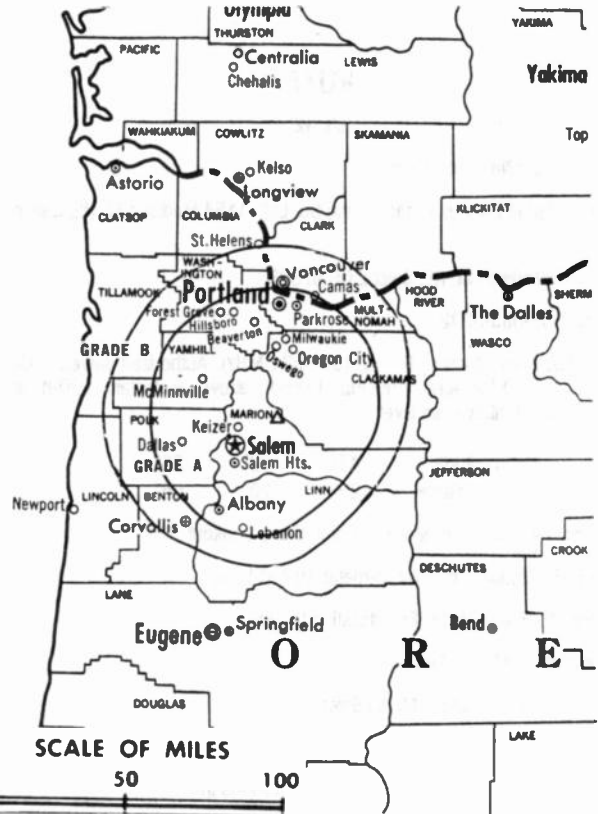 Olympia
THURSTON
YAKIMA
PACIFIC
Centralia
LEWIS
Chehalis
Yakima
WAHKIAKUM
COWLITZ
SKAMANIA
Top
Kelso
Astoria
Longview
CLATSOP
COLUMBIA
CLARK
KLICKITAT
St. Helens
WASH-
INGTON
Vancouver
TILLAMOOK
Portland
Camas
HOOD
RIVER
SHERM
Forest Grove
Hillsboro
Parkrose
MULT-
NOMAH
The Dalles
Beaverton
Milwaukie
WASCO
GRADE B
YAMHILL
Oswego
Oregon City
McMinnville
CLACKAMAS
POLK
Keizer
MARION
Dallas
Salem
GRADE A
Salem Hts.
JEFFERSON
Newport
LINCOLN
BENTON
Albany
LINN
Corvallis
Lebanon
CROOK
DESCHUTES
LANE
Eugene
Springfield
Bend
O R E
DOUGLAS
LAKE
SCALE OF MILES
50 100